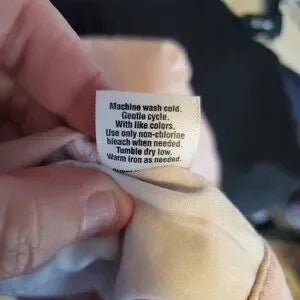 Machine wash cold.
Gentle cycle.
With like colors.
Use only non-chlorine
bleach when needed.
Tumble dry low.
Warm iron as needed.